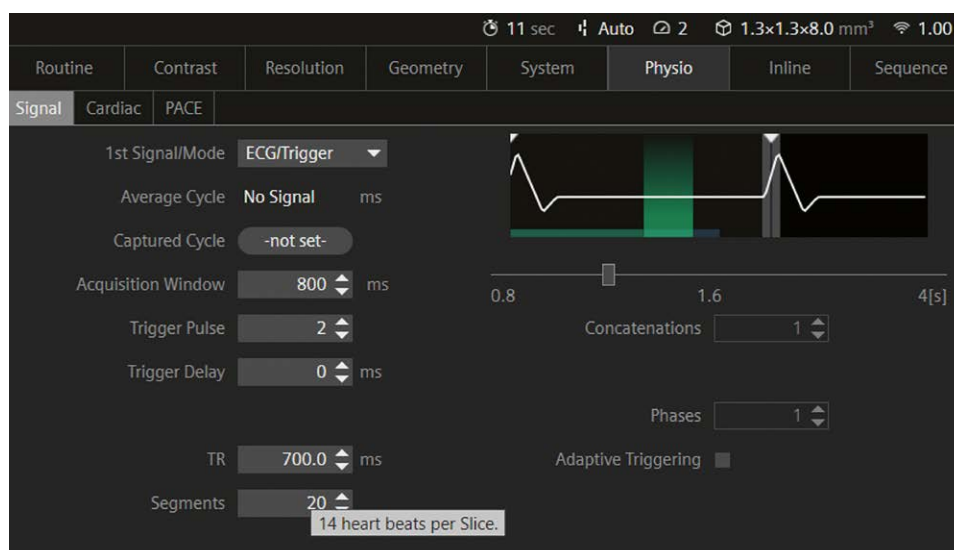 11 sec Auto 2 1.3×1.3×8.0 mm³ 1.00
Routine Contrast Resolution Geometry System Physio Inline Sequence
Signal Cardiac PACE
1st Signal/Mode ECG/Trigger
Average Cycle No Signal ms
Captured Cycle -not set-
Acquisition Window 800 ms
0.8 1.6 4[s]
Trigger Pulse 2
Concatenations 1
Trigger Delay 0 ms
Phases 1
TR 700.0 ms
Adaptive Triggering
Segments 20
14 heart beats per Slice.